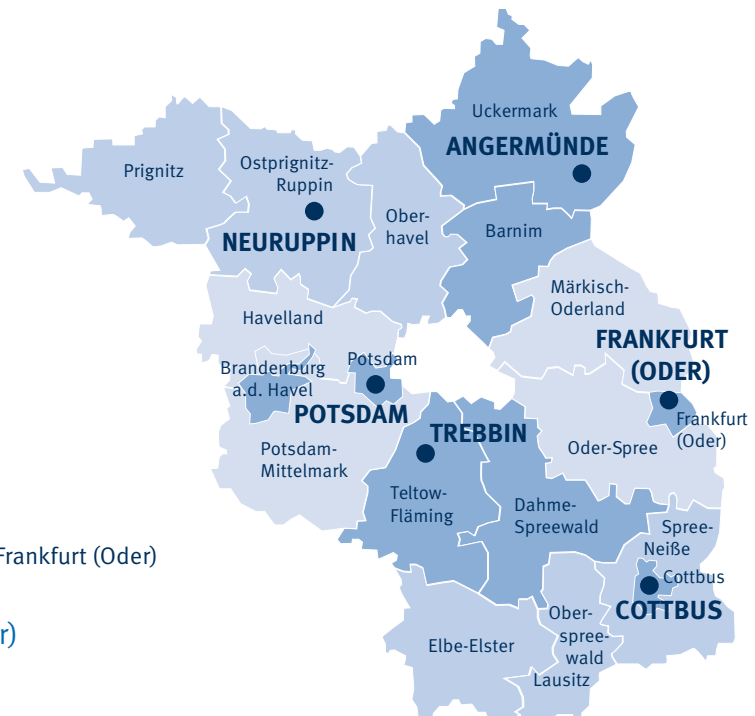 Uckermark
ANGERMÜNDE
Prignitz
Ostprignitz-
Ruppin
NEURUPPIN
Ober-
havel
Barnim
Märkisch-
Oderland
Havelland
FRANKFURT
(ODER)
Brandenburg
a.d. Havel
Potsdam
POTSDAM
TREBBIN
Frankfurt
(Oder)
Oder-Spree
Potsdam-
Mittelmark
Teltow-
Fläming
Dahme-
Spreewald
Spree-
Neiße
Frankfurt (Oder)
Cottbus
COTTBUS
Ober-
spree-
wald
Lausitz
r)
Elbe-Elster